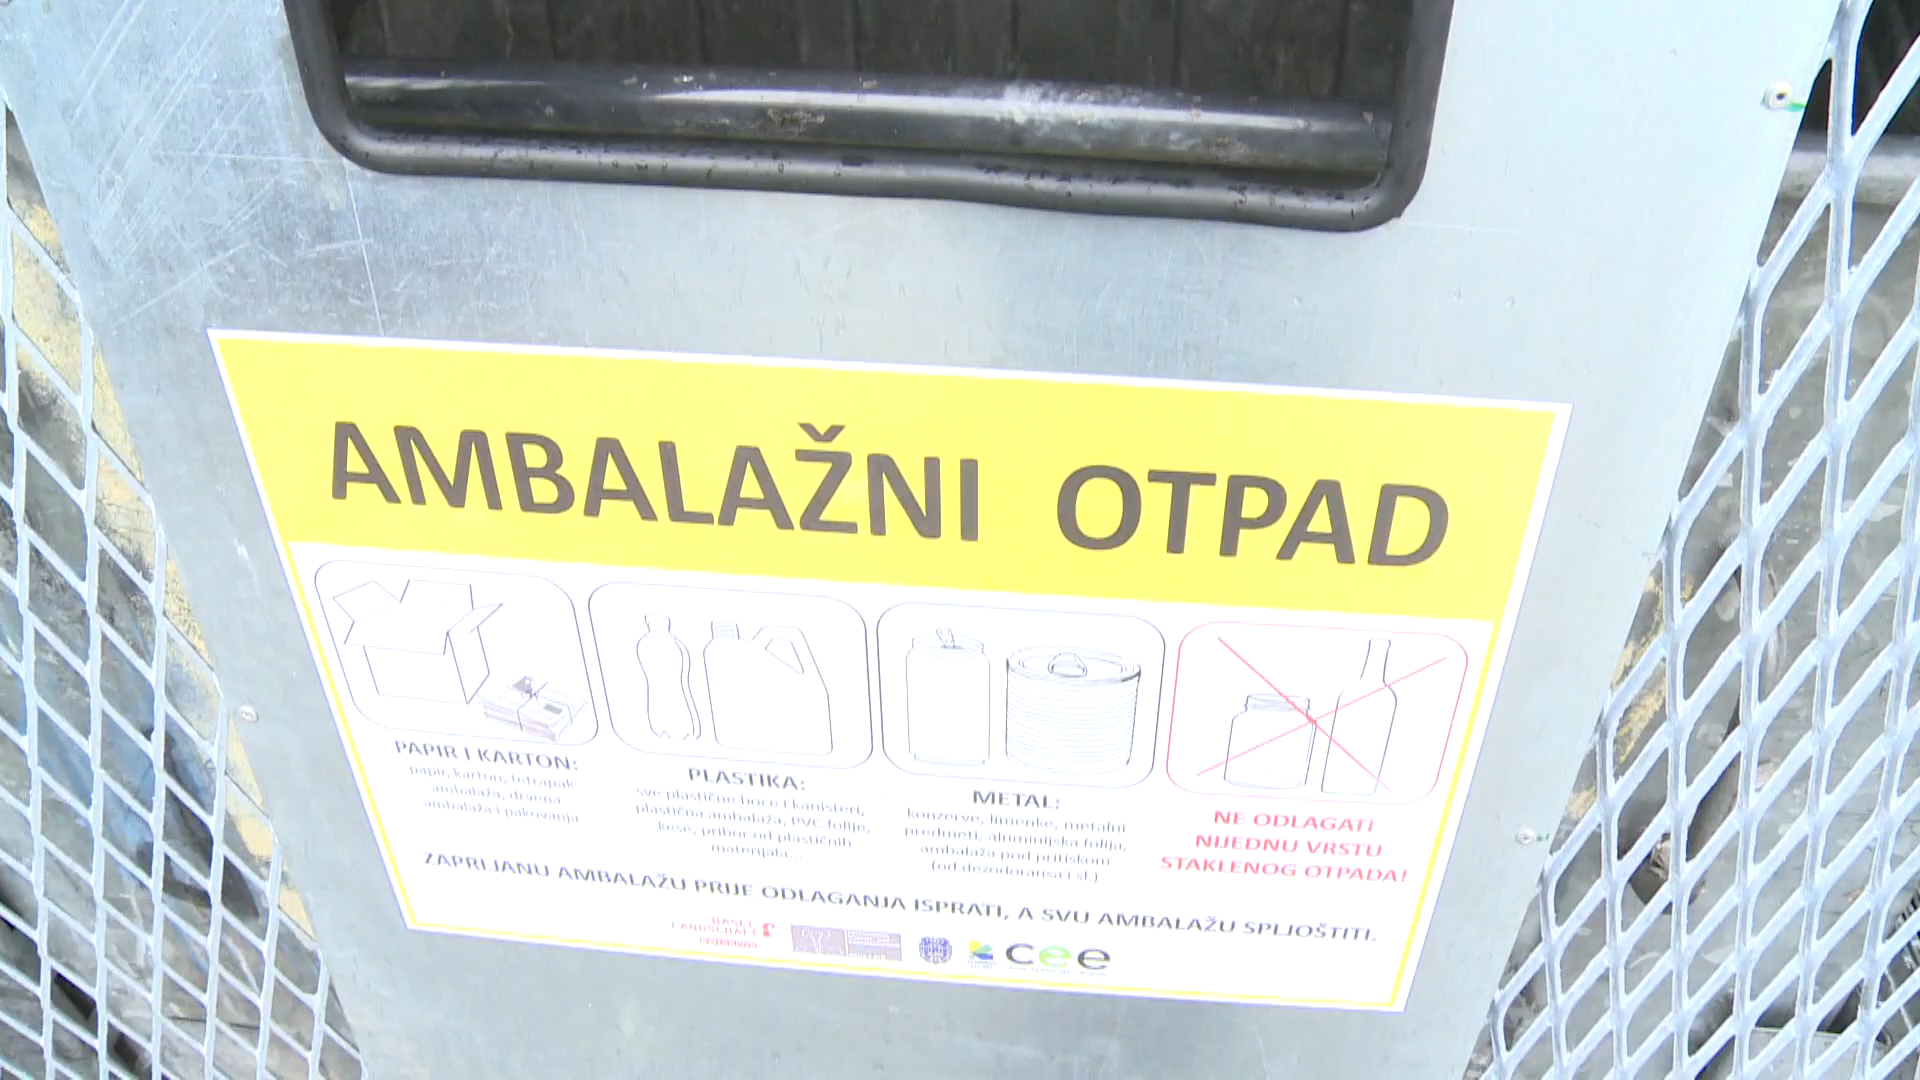 AMBALAŽNI OTPAD
PAPIR I KARTON:
papir, karton, tetrapak
ambalaža, drvena
ambalaža i pakovanja
PLASTIKA:
sve plastične boce i kanisteri,
plastična ambalaža, PVC folije,
kese, pribor od plastičnih
materijala...
METAL:
konzerve, limenke, metalni
predmeti, aluminijska folija,
ambalaža pod pritiskom
(od dezodoransa i sl.)
NE ODLAGATI
NIJEDNU VRSTU
STAKLENOG OTPADA!
ZAPRLJANU AMBALAŽU PRIJE ODLAGANJA ISPRATI, A SVU AMBALAŽU SPLJOŠTITI.
BASEL
LANDSCHAFT
cee